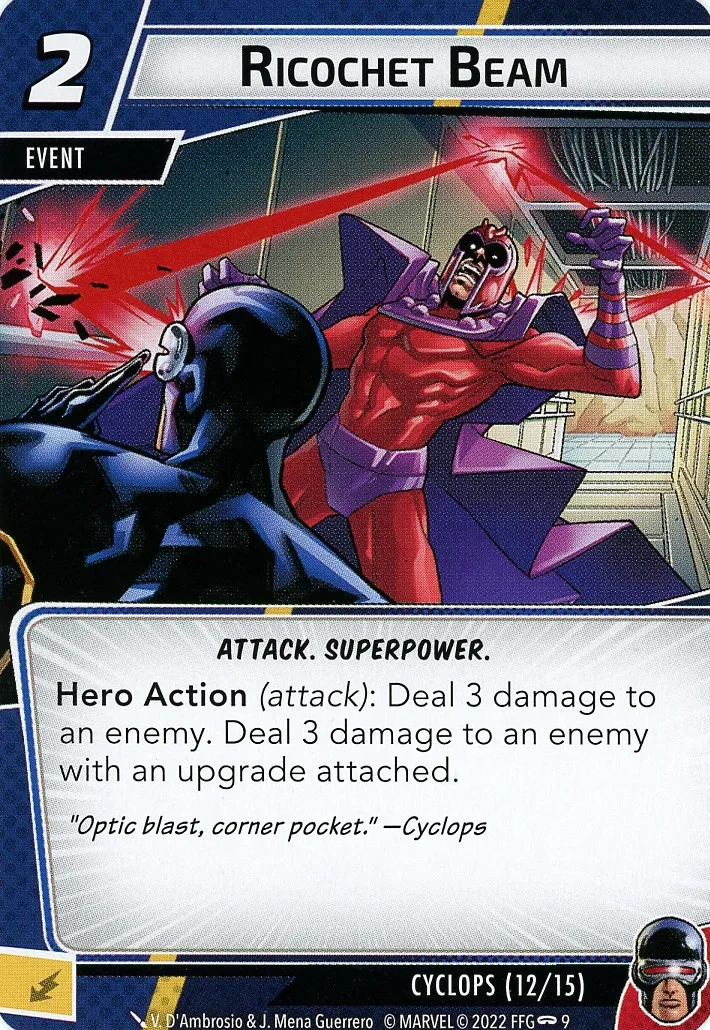 2
RICOCHET BEAM
EVENT
ATTACK. SUPERPOWER.
Hero Action (attack): Deal 3 damage to
an enemy. Deal 3 damage to an enemy
with an upgrade attached.
"Optic blast, corner pocket." —Cyclops
CYCLOPS (12/15)
V. D'Ambrosio & J. Mena Guerrero © MARVEL © 2022 FFG 9